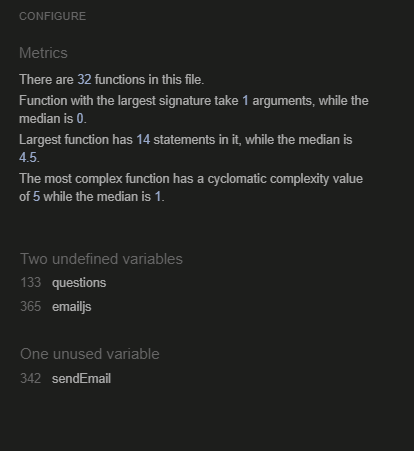 CONFIGURE
Metrics
There are 32 functions in this file.
Function with the largest signature take 1 arguments, while the
median is 0.
Largest function has 14 statements in it, while the median is
4.5.
The most complex function has a cyclomatic complexity value
of 5 while the median is 1.
Two undefined variables
133 questions
365 emailjs
One unused variable
342 sendEmail